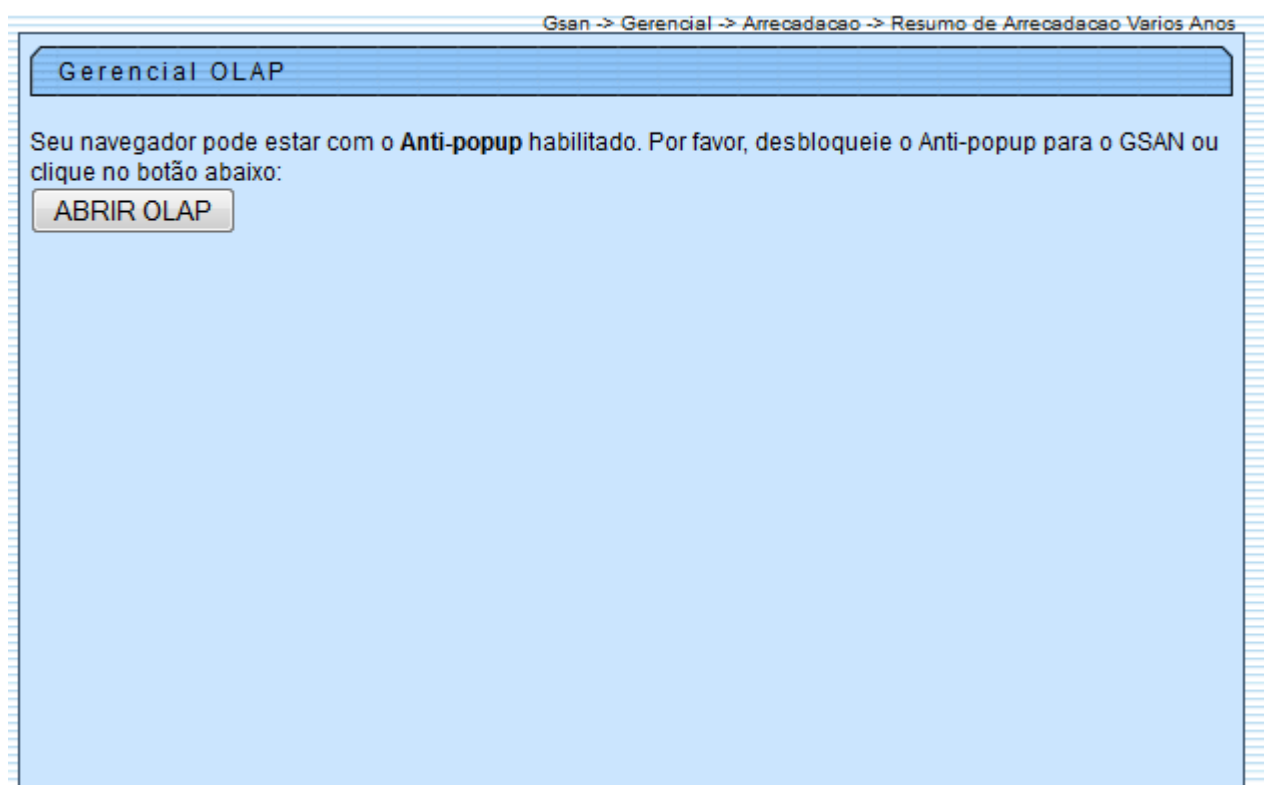 Gsan -> Gerencial -> Arrecadacao -> Resumo de Arrecadacao Varios Anos
Gerencial OLAP
Seu navegador pode estar com o Anti-popup habilitado. Por favor, desbloqueie o Anti-popup para o GSAN ou
clique no botão abaixo:
ABRIR OLAP